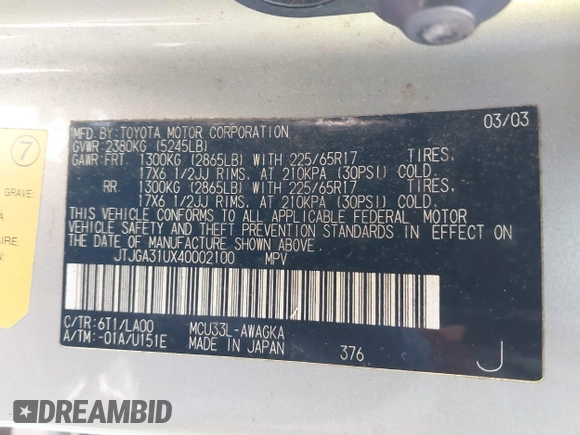 03/03
MFD.BY:TOYOTA MOTOR CORPORATION
GVWR:2380KG (5245LB)
GAWR:FRT. 1300KG (2865LB) WITH 225/65R17 TIRES,
17X6 1/2JJ RIMS, AT 210KPA (30PSI) COLD.
RR. 1300KG (2865LB) WITH 225/65R17 TIRES,
17X6 1/2JJ RIMS, AT 210KPA (30PSI) COLD.
THIS VEHICLE CONFORMS TO ALL APPLICABLE FEDERAL MOTOR
VEHICLE SAFETY AND THEFT PREVENTION STANDARDS IN EFFECT ON
THE DATE OF MANUFACTURE SHOWN ABOVE.
JTJGA31UX40002100 MPV
C/TR:6T1/LA00 MCU33L-AWAGKA
A/TM:-01A/U151E MADE IN JAPAN 376 J
7
GRAVE.
A
AIRE.
DREAMBID